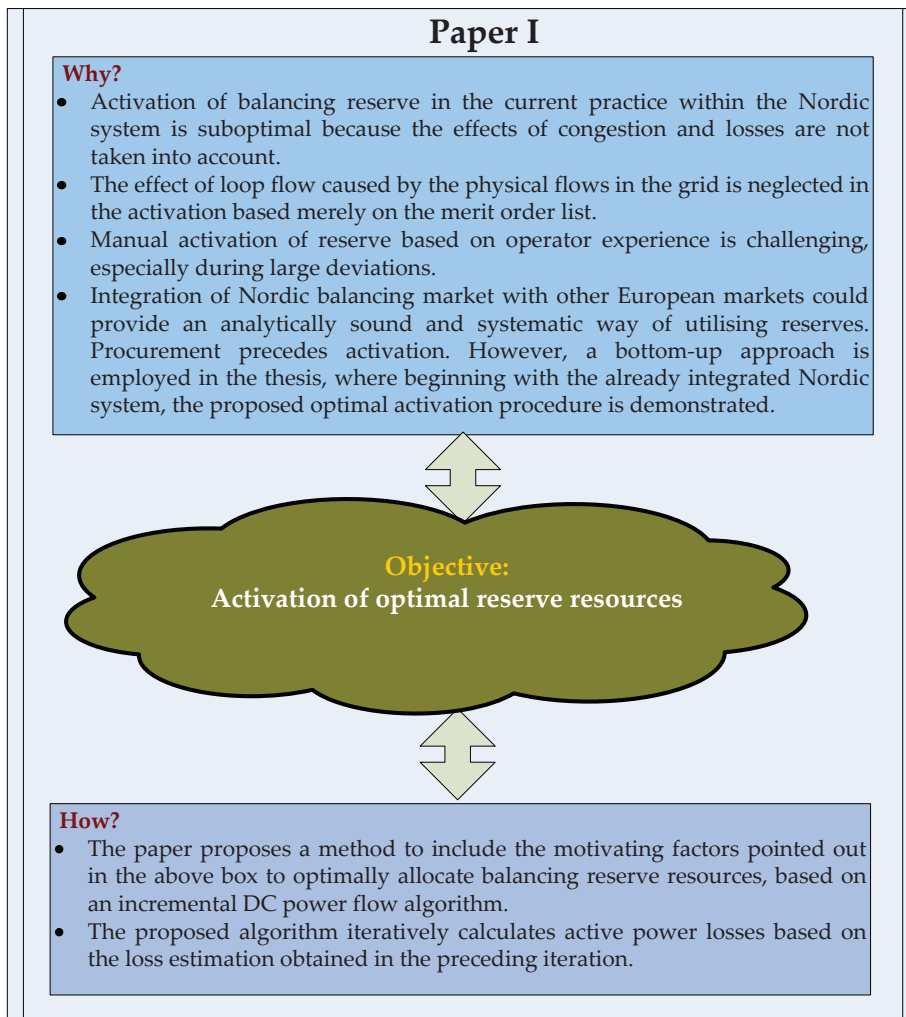 Paper I
Why?
• Activation of balancing reserve in the current practice within the Nordic
system is suboptimal because the effects of congestion and losses are not
taken into account.
• The effect of loop flow caused by the physical flows in the grid is neglected in
the activation based merely on the merit order list.
• Manual activation of reserve based on operator experience is challenging,
especially during large deviations.
• Integration of Nordic balancing market with other European markets could
provide an analytically sound and systematic way of utilising reserves.
Procurement precedes activation. However, a bottom-up approach is
employed in the thesis, where beginning with the already integrated Nordic
system, the proposed optimal activation procedure is demonstrated.
Objective:
Activation of optimal reserve resources
How?
• The paper proposes a method to include the motivating factors pointed out
in the above box to optimally allocate balancing reserve resources, based on
an incremental DC power flow algorithm.
• The proposed algorithm iteratively calculates active power losses based on
the loss estimation obtained in the preceding iteration.